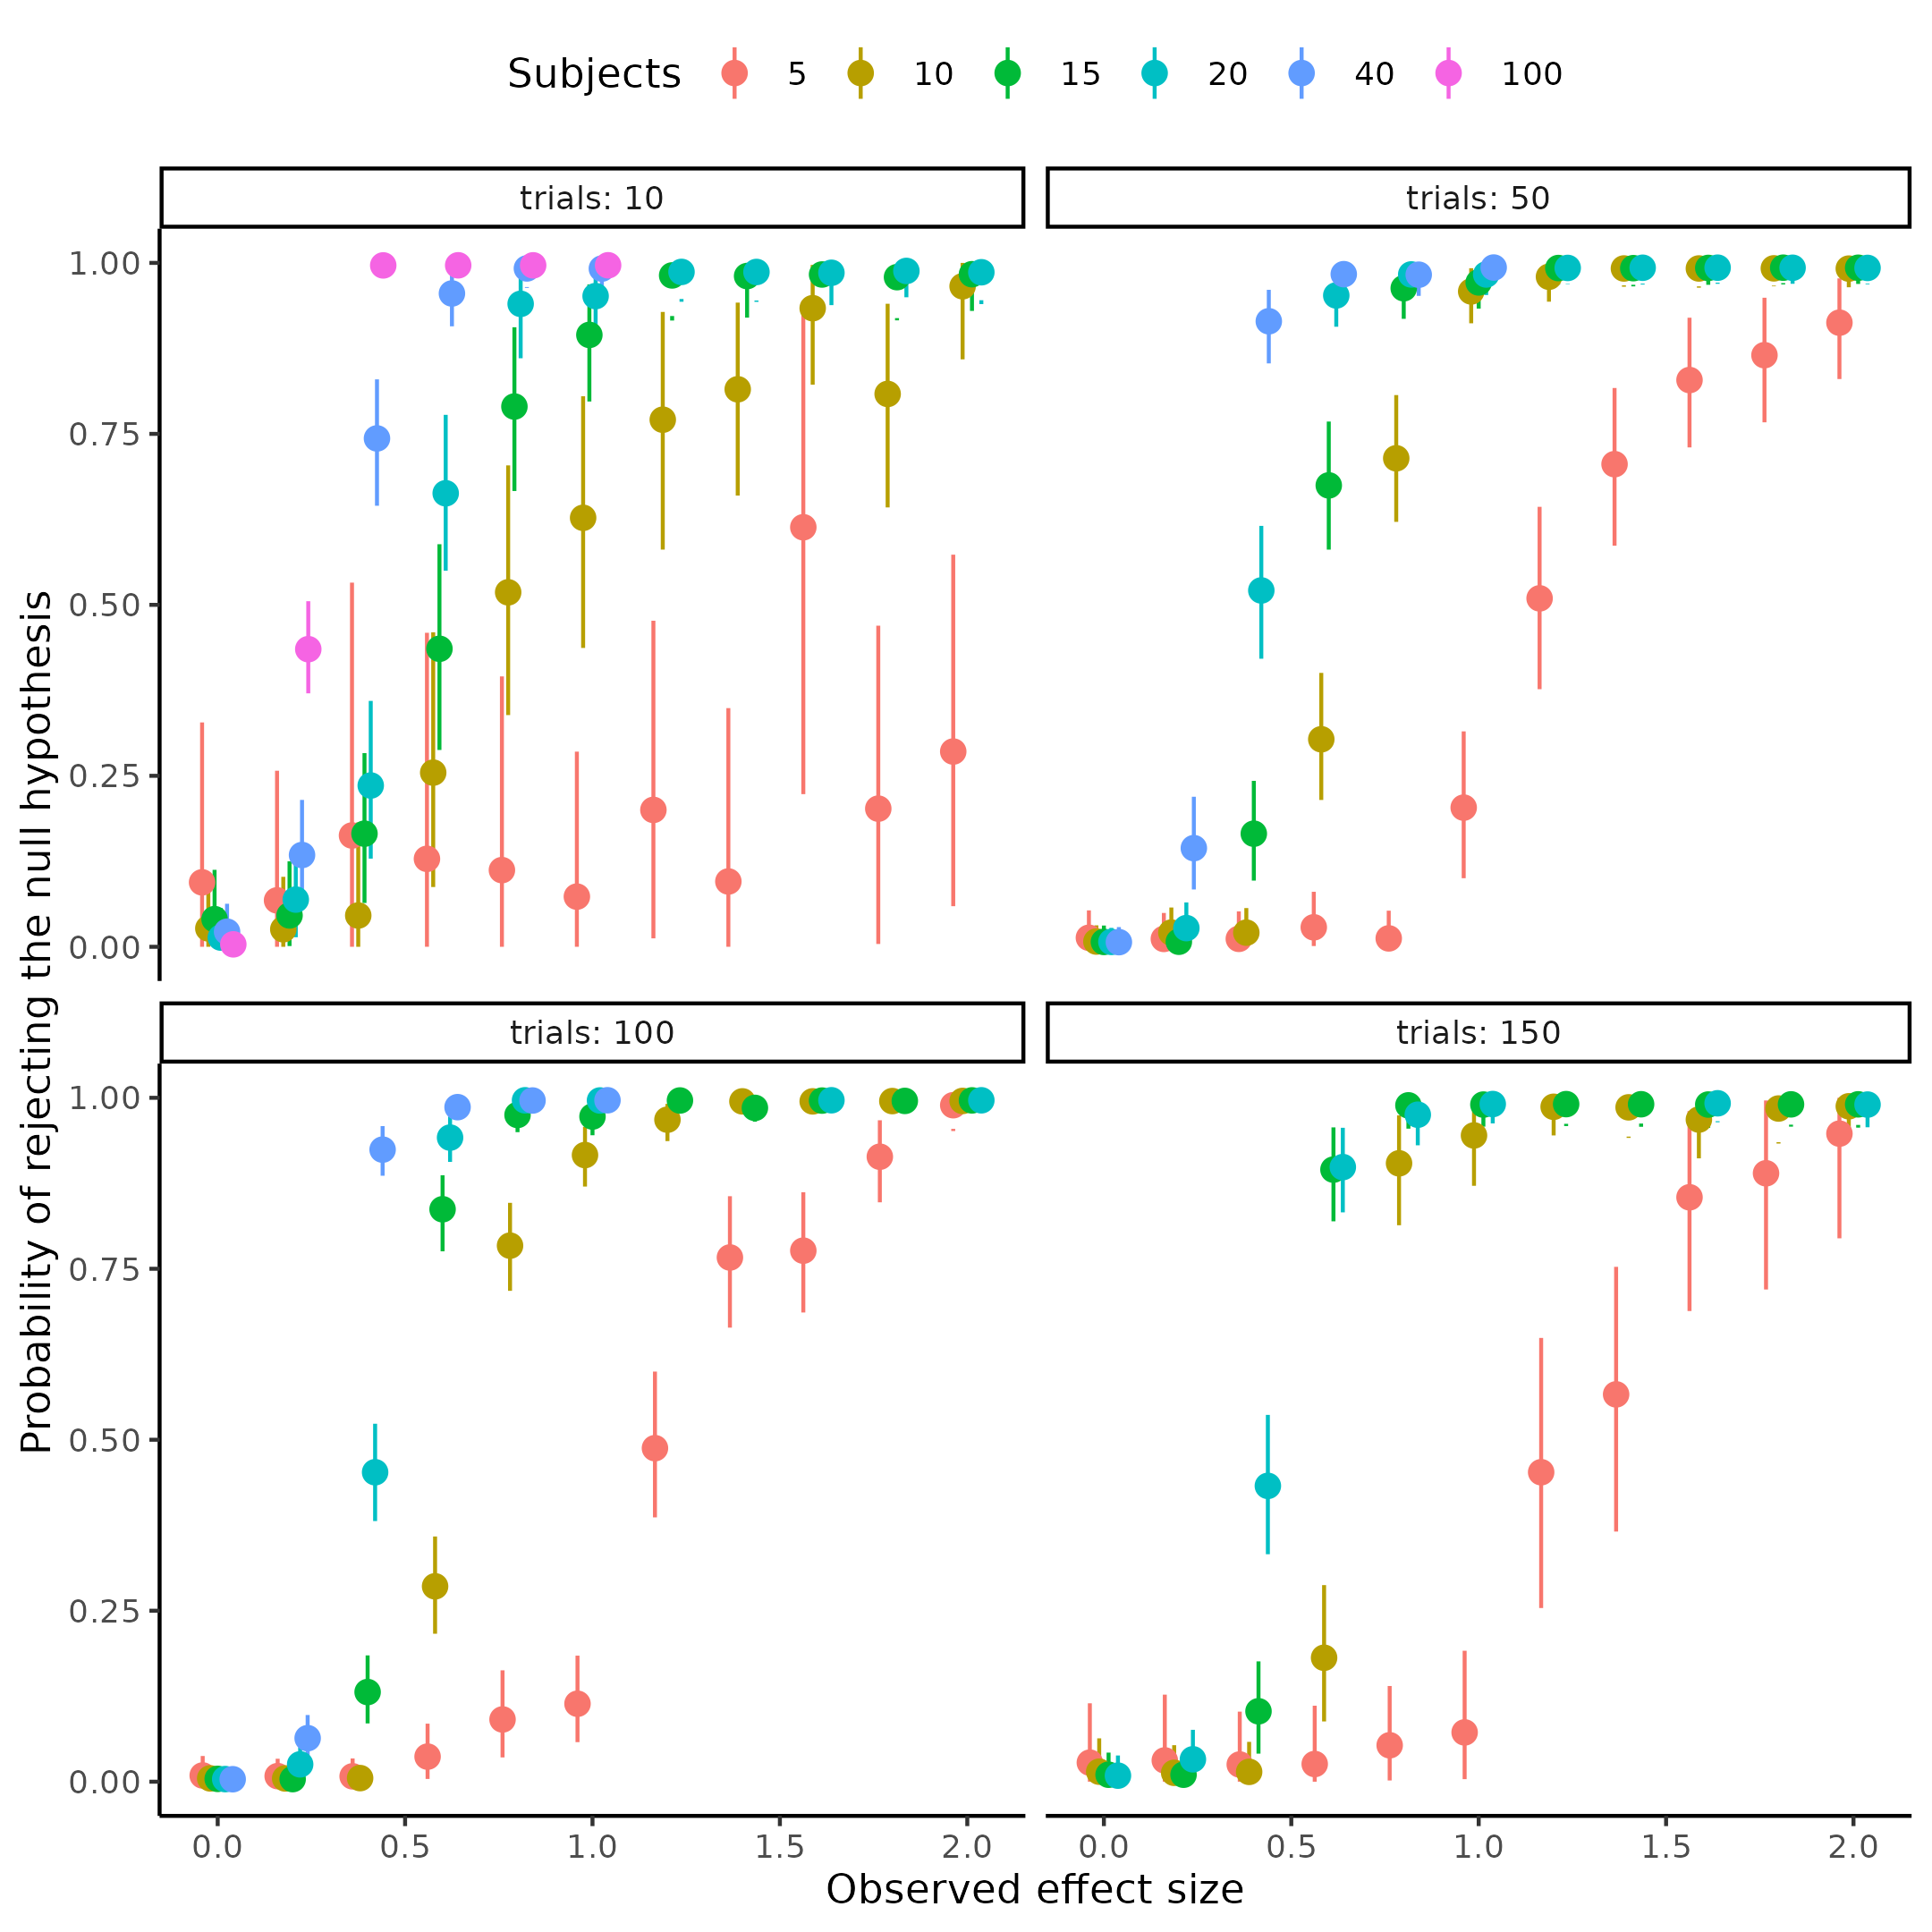 Subjects 5 10 15 20 40 100
trials: 10
trials: 50
1.00
0.75
0.50
0.25
0.00
Probability of rejecting the null hypothesis
trials: 100
trials: 150
1.00
0.75
0.50
0.25
0.00
0.0 0.5 1.0 1.5 2.0
0.0 0.5 1.0 1.5 2.0
Observed effect size